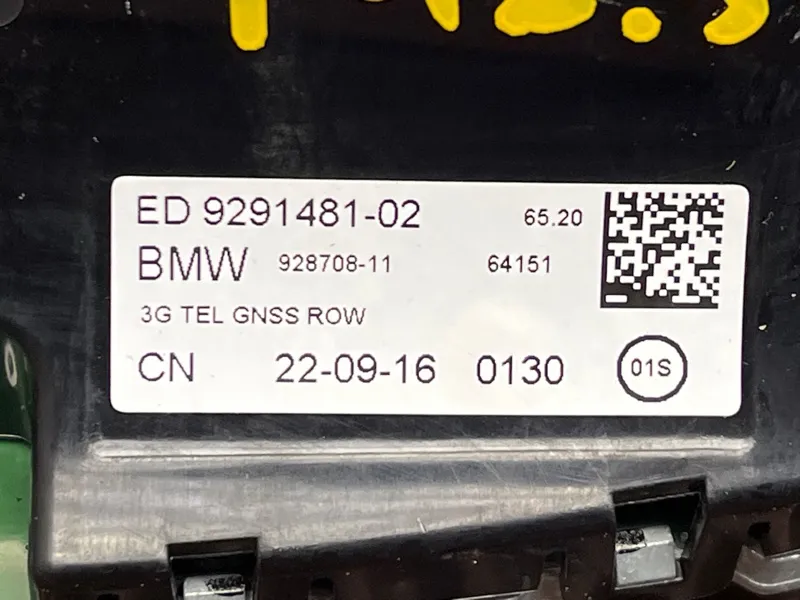 ED 9291481-02 65.20
BMW 928708-11 64151
3G TEL GNSS ROW
CN 22-09-16 0130 01S